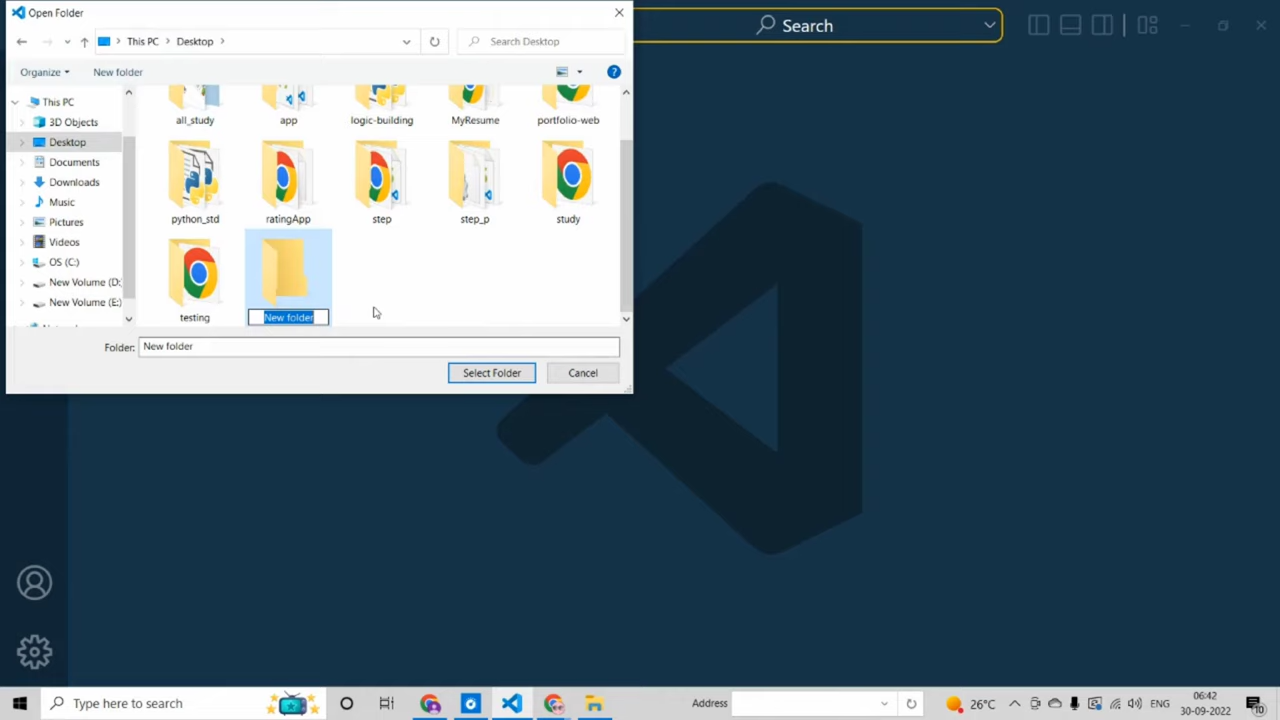 Open Folder
Search
This PC
Desktop
Search Desktop
Organize
New folder
This PC
3D Objects
Desktop
Documents
Downloads
Music
Pictures
Videos
OS (C:)
New Volume (D:
New Volume (E:)
all_study
app
logic-building
MyResume
portfolio-web
python_std
ratingApp
step
step_p
study
testing
New folder
Folder:
New folder
Select Folder
Cancel
Type here to search
Address
26°C
ENG
06:42
30-09-2022
10